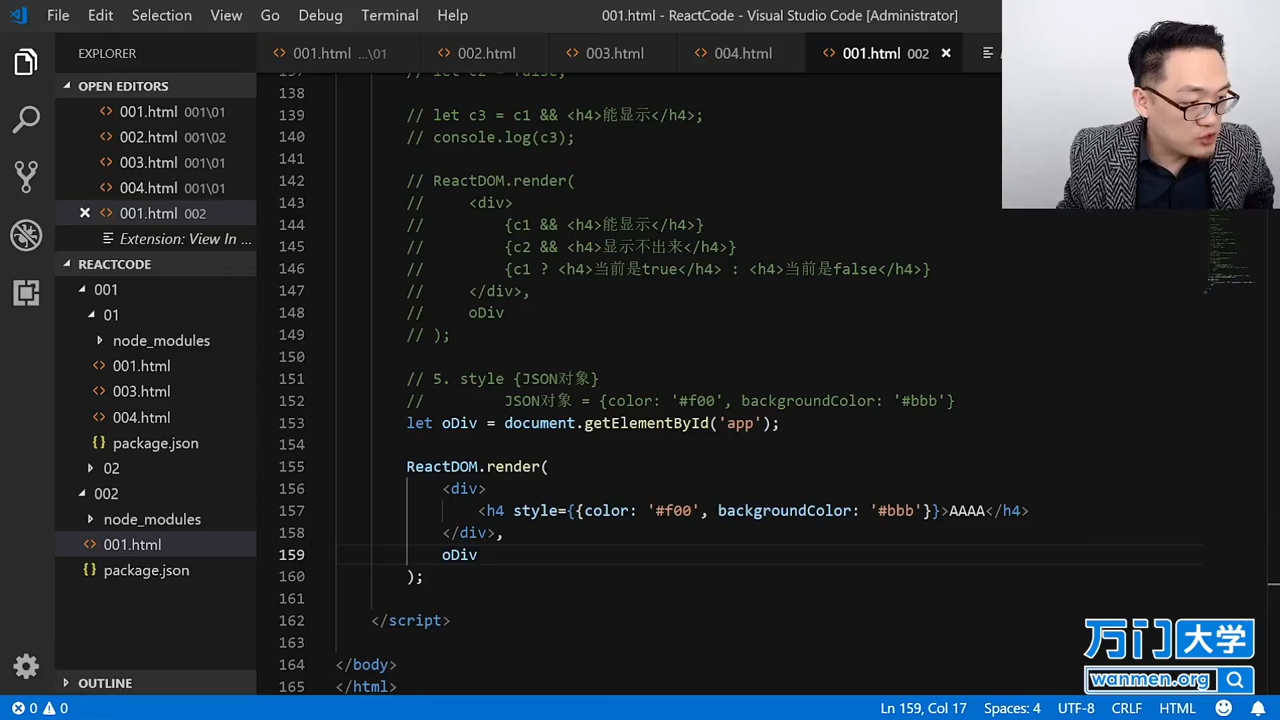 File Edit Selection View Go Debug Terminal Help 001.html - ReactCode - Visual Studio Code [Administrator]
EXPLORER
001.html ...\01 002.html 003.html 004.html 001.html 002
OPEN EDITORS
001.html 001\01
002.html 001\02
003.html 001\01
004.html 001\01
001.html 002
Extension: View In ...
REACTCODE
001
01
node_modules
001.html
003.html
004.html
package.json
02
002
node_modules
001.html
package.json
OUTLINE
137 // let c2 = false;
138
139 // let c3 = c1 && <h4>能显示</h4>;
140 // console.log(c3);
141
142 // ReactDOM.render(
143 // <div>
144 // {c1 && <h4>能显示</h4>}
145 // {c2 && <h4>显示不出来</h4>}
146 // {c1 ? <h4>当前是true</h4> : <h4>当前是false</h4>}
147 // </div>,
148 // oDiv
149 // );
150
151 // 5. style {JSON对象}
152 // JSON对象 = {color: '#f00', backgroundColor: '#bbb'}
153 let oDiv = document.getElementById('app');
154
155 ReactDOM.render(
156 <div>
157 <h4 style={{color: '#f00', backgroundColor: '#bbb'}}>AAAA</h4>
158 </div>,
159 oDiv
160 );
161
162 </script>
163
164 </body>
165 </html>
万门大学
wanmen.org
0 0 Ln 159, Col 17 Spaces: 4 UTF-8 CRLF HTML